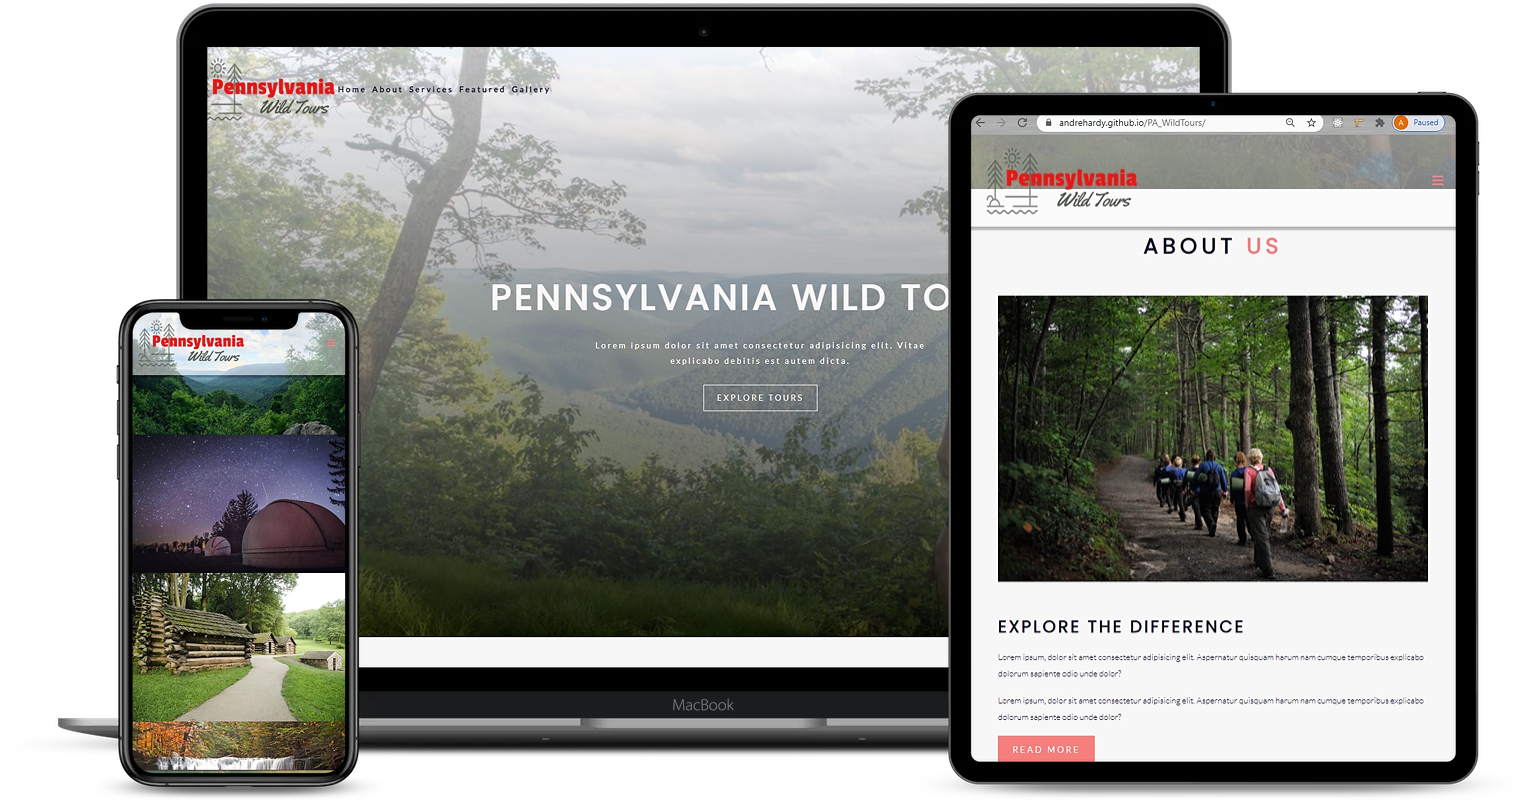 Pennsylvania
Wild Tours
Home About Services Featured Gallery
PENNSYLVANIA WILD TO
Lorem ipsum dolor sit amet consectetur adipisicing elit. Vitae
explicabo debitis est autem dicta.
EXPLORE TOURS
MacBook
Pennsylvania
Wild Tours
andrehardy.github.io/PA_WildTours/
A Paused
Pennsylvania
Wild Tours
ABOUT US
EXPLORE THE DIFFERENCE
Lorem ipsum, dolor sit amet consectetur adipisicing elit. Aspernatur quisquam harum nam cumque temporibus explicabo
dolorum sapiente odio unde dolor?
Lorem ipsum, dolor sit amet consectetur adipisicing elit. Aspernatur quisquam harum nam cumque temporibus explicabo
dolorum sapiente odio unde dolor?
READ MORE